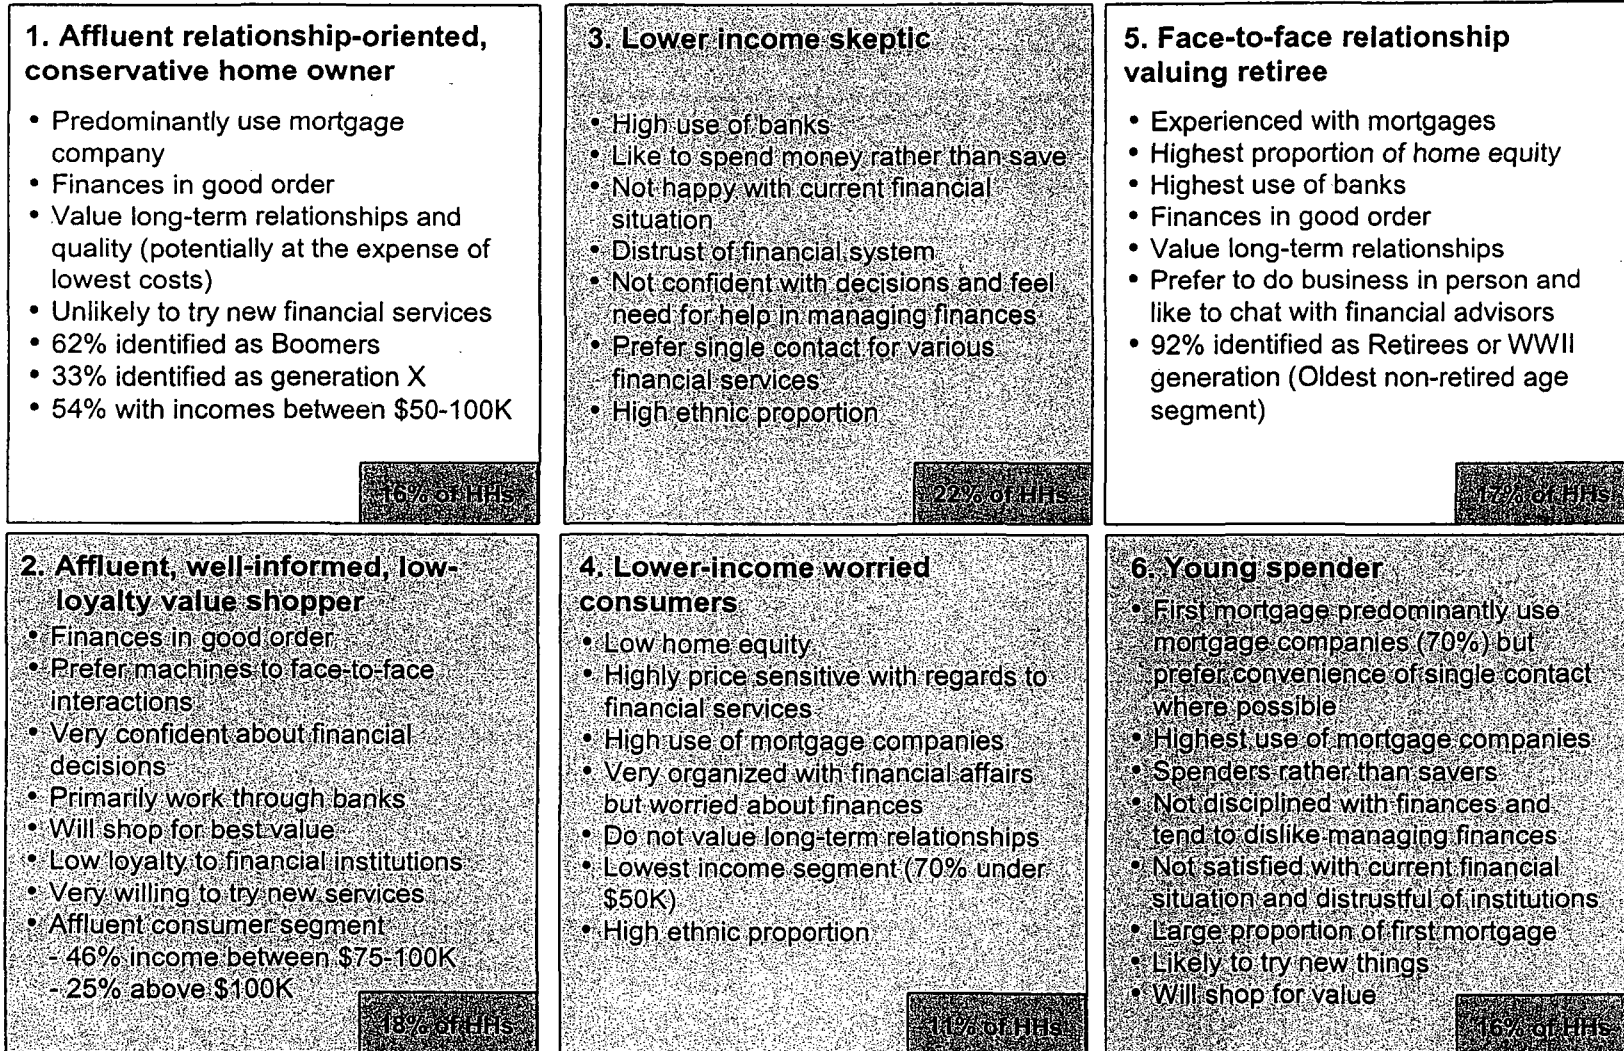 1. Affluent relationship-oriented,
conservative home owner
• Predominantly use mortgage
company
• Finances in good order
• Value long-term relationships and
quality (potentially at the expense of
lowest costs)
• Unlikely to try new financial services
• 62% identified as Boomers
• 33% identified as generation X
• 54% with incomes between $50-100K
16% of HHs
3. Lower income skeptic
• High use of banks
• Like to spend money rather than save
• Not happy with current financial
situation
• Distrust of financial system
• Not confident with decisions and feel
need for help in managing finances
• Prefer single contact for various
financial services
• High ethnic proportion
22% of HHs
5. Face-to-face relationship
valuing retiree
• Experienced with mortgages
• Highest proportion of home equity
• Highest use of banks
• Finances in good order
• Value long-term relationships
• Prefer to do business in person and
like to chat with financial advisors
• 92% identified as Retirees or WWII
generation (Oldest non-retired age
segment)
17% of HHs
2. Affluent, well-informed, low-
loyalty value shopper
• Finances in good order
• Prefer machines to face-to-face
interactions
• Very confident about financial
decisions
• Primarily work through banks
• Will shop for best value
• Low loyalty to financial institutions
• Very willing to try new services
• Affluent consumer segment
- 46% income between $75-100K
- 25% above $100K
18% of HHs
4. Lower-income worried
consumers
• Low home equity
• Highly price sensitive with regards to
financial services
• High use of mortgage companies
• Very organized with financial affairs
but worried about finances
• Do not value long-term relationships
• Lowest income segment (70% under
$50K)
• High ethnic proportion
11% of HHs
6. Young spender
• First mortgage predominantly use
mortgage companies (70%) but
prefer convenience of single contact
where possible
• Highest use of mortgage companies
• Spenders rather than savers
• Not disciplined with finances and
tend to dislike managing finances
• Not satisfied with current financial
situation and distrustful of institutions
• Large proportion of first mortgage
• Likely to try new things
• Will shop for value
16% of HHs